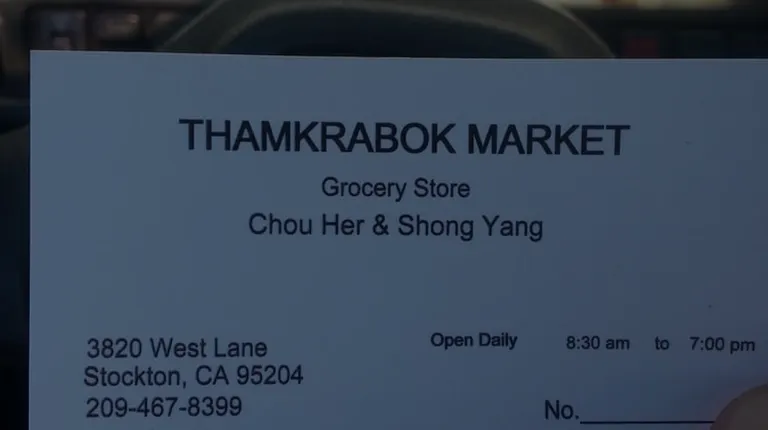 THAMKRABOK MARKET
Grocery Store
Chou Her & Shong Yang
Open Daily 8:30 am to 7:00 pm
3820 West Lane
Stockton, CA 95204
209-467-8399
No.